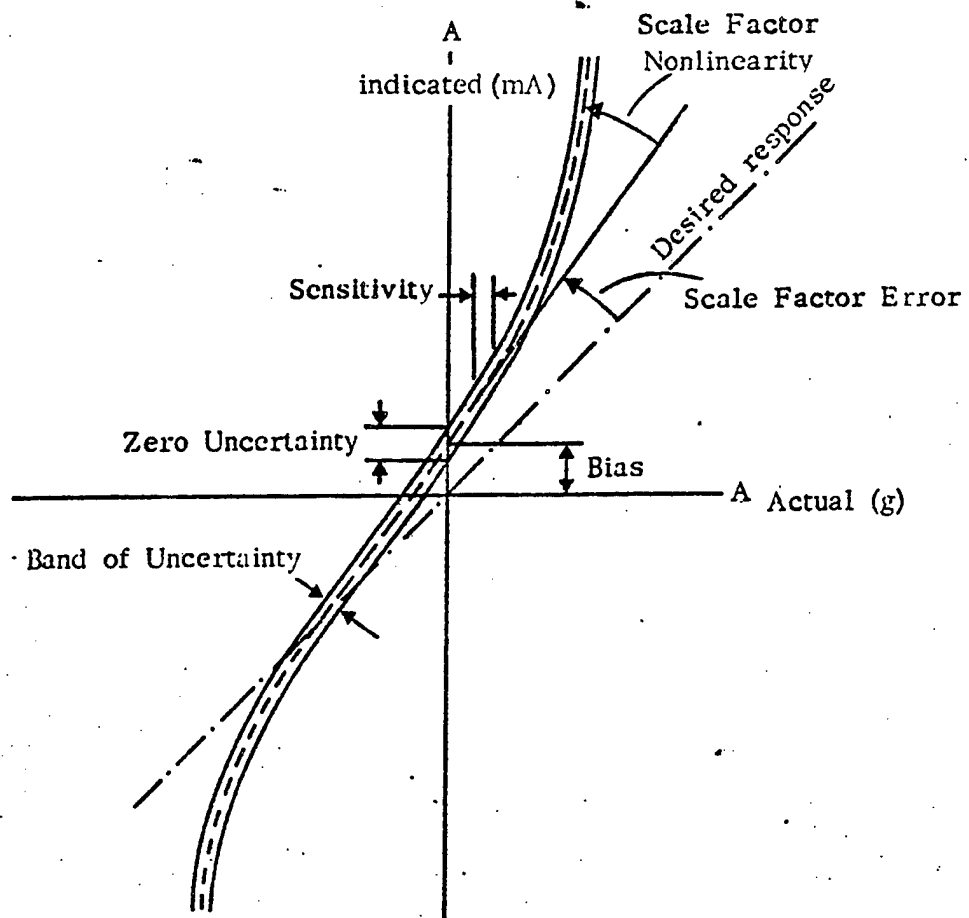 A
indicated (mA)
Scale Factor
Nonlinearity
Desired response
Sensitivity
Scale Factor Error
Zero Uncertainty
Bias
A Actual (g)
Band of Uncertainty